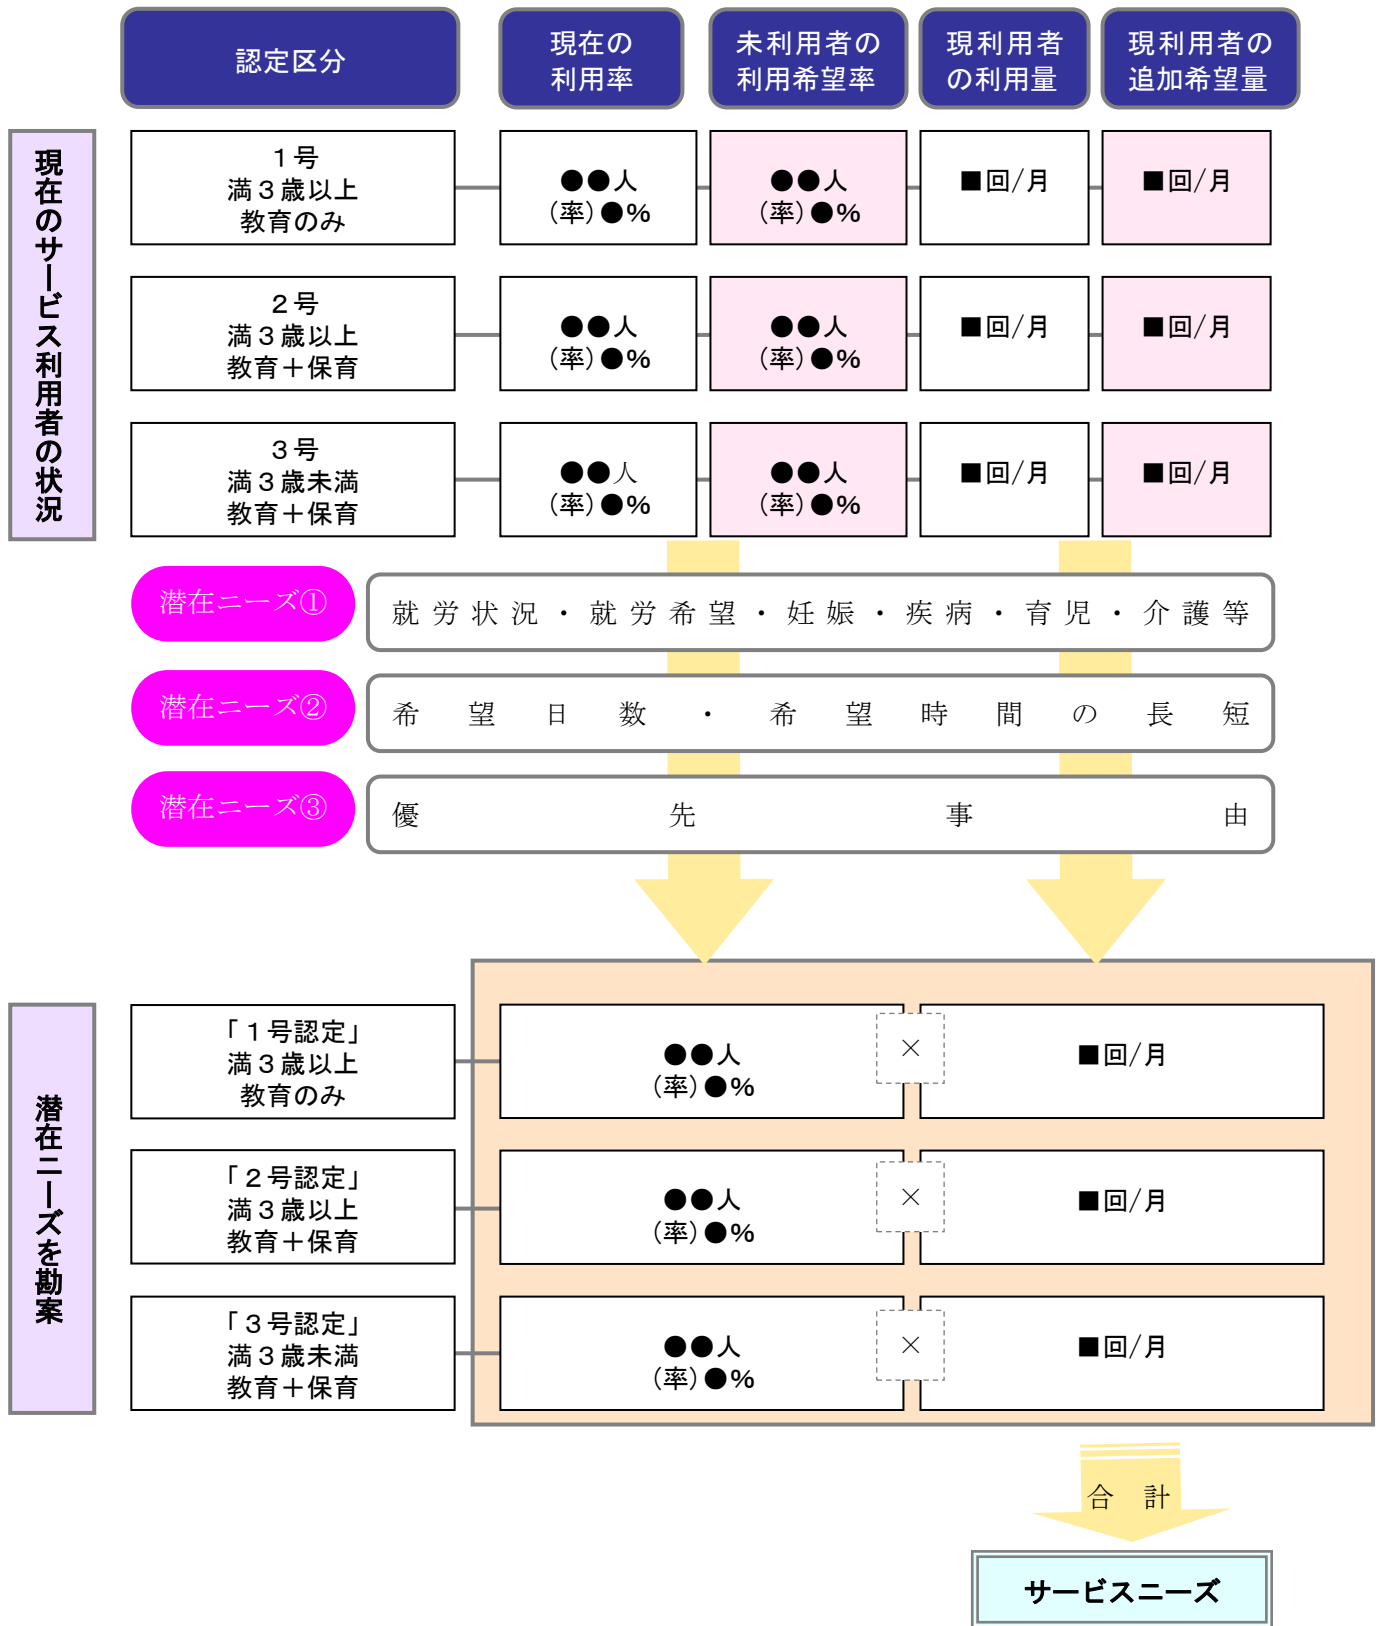 認定区分
現在の
利用率
未利用者の
利用希望率
現利用者
の利用量
現利用者の
追加希望量
現在のサービス利用者の状況
１号
満３歳以上
教育のみ
●●人
（率）●%
●●人
（率）●%
■回/月
■回/月
２号
満３歳以上
教育＋保育
●●人
（率）●%
●●人
（率）●%
■回/月
■回/月
３号
満３歳未満
教育＋保育
●●人
（率）●%
●●人
（率）●%
■回/月
■回/月
潜在ニーズ①
就労状況・就労希望・妊娠・疾病・育児・介護等
潜在ニーズ②
希望日数・希望時間の長短
潜在ニーズ③
優先事由
潜在ニーズを勘案
「１号認定」
満３歳以上
教育のみ
●●人
（率）●%
×
■回/月
「２号認定」
満３歳以上
教育＋保育
●●人
（率）●%
×
■回/月
「３号認定」
満３歳未満
教育＋保育
●●人
（率）●%
×
■回/月
合　計
サービスニーズ